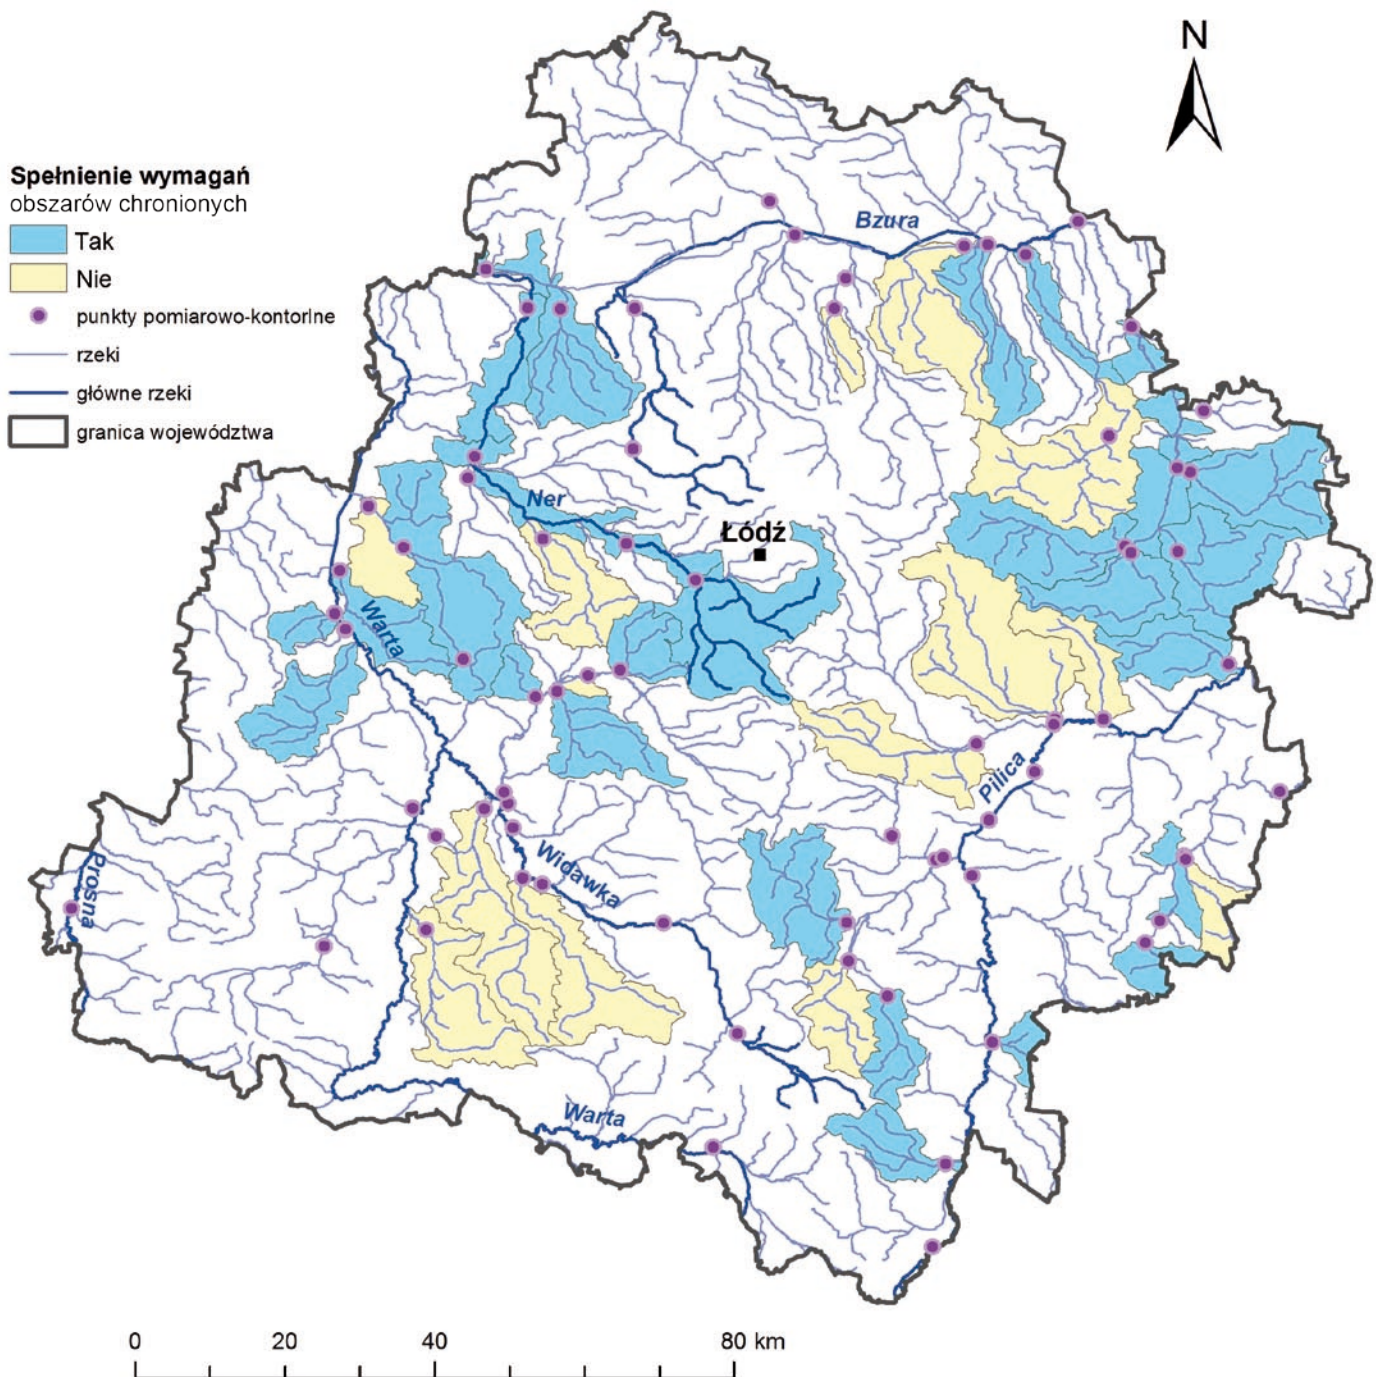 N
Spełnienie wymagań
obszarów chronionych
Tak
Nie
punkty pomiarowo-kontorlne
rzeki
główne rzeki
granica województwa
Bzura
Ner
Łódź
Warta
Pilica
Widawka
Prosna
Warta
0 20 40 80 km